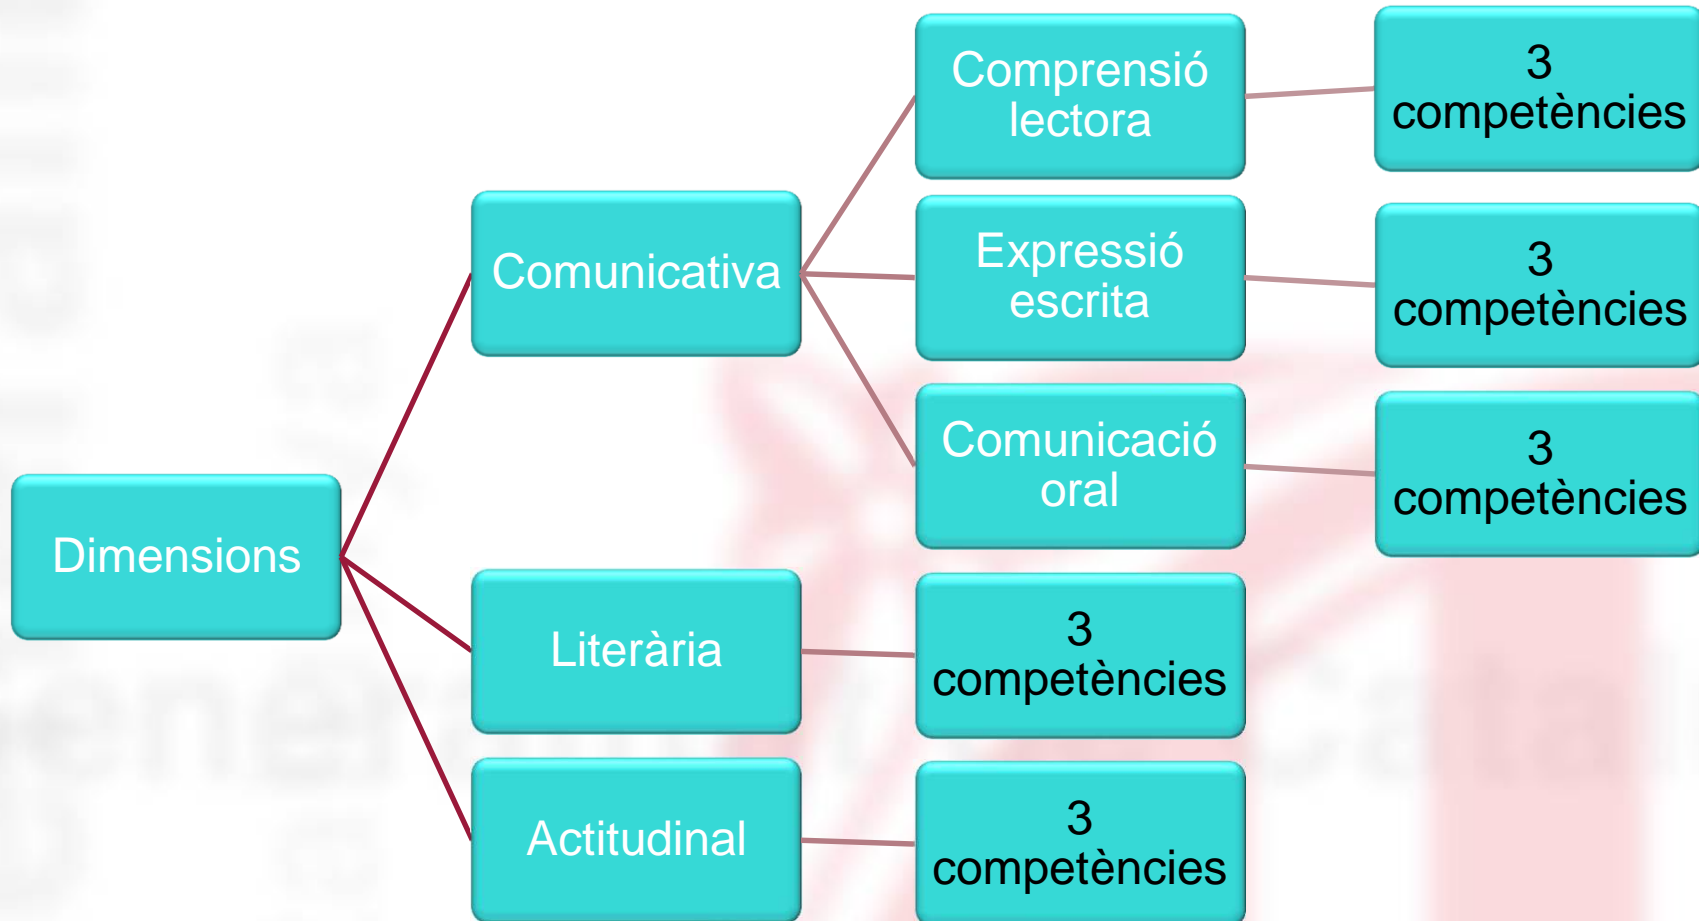 Comprensió
lectora
3
competències
Comunicativa
Expressió
escrita
3
competències
Comunicació
oral
3
competències
Dimensions
Literària
3
competències
Actitudinal
3
competències